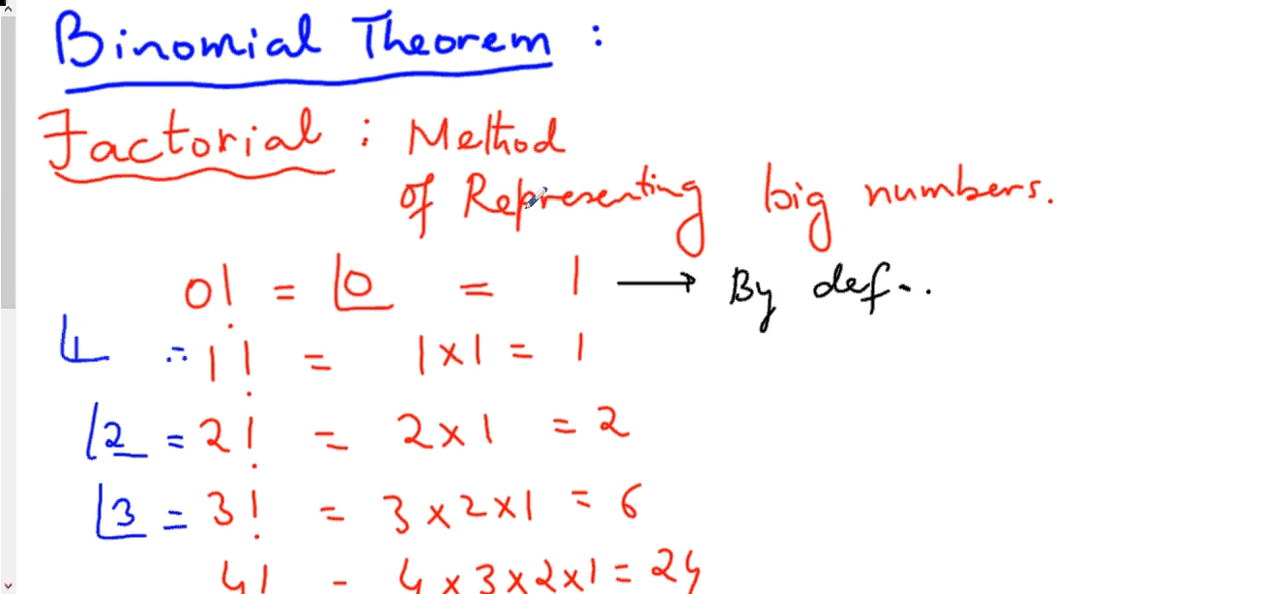 Binomial Theorem :
Factorial : Method
of Representing big numbers.
0! = |0 = 1 → By def..
|1 = 1! = 1×1 = 1
|2 = 2! = 2×1 = 2
|3 = 3! = 3×2×1 = 6
4! = 4×3×2×1 = 24